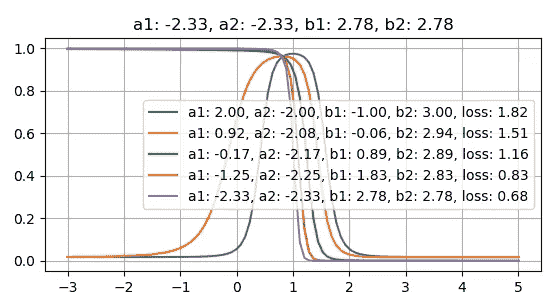 a1: -2.33, a2: -2.33, b1: 2.78, b2: 2.78
1.0
0.8
0.6
0.4
0.2
0.0
a1: 2.00, a2: -2.00, b1: -1.00, b2: 3.00, loss: 1.82
a1: 0.92, a2: -2.08, b1: -0.06, b2: 2.94, loss: 1.51
a1: -0.17, a2: -2.17, b1: 0.89, b2: 2.89, loss: 1.16
a1: -1.25, a2: -2.25, b1: 1.83, b2: 2.83, loss: 0.83
a1: -2.33, a2: -2.33, b1: 2.78, b2: 2.78, loss: 0.68
−3 −2 −1 0 1 2 3 4 5